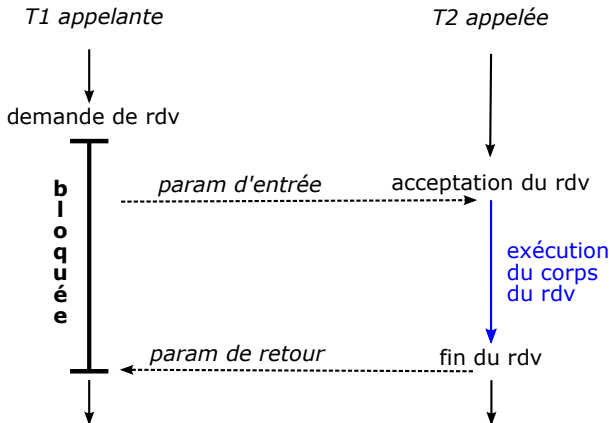 T1 appelante
T2 appelée
demande de rdv
bloquée
param d'entrée
acceptation du rdv
exécution
du corps
du rdv
param de retour
fin du rdv